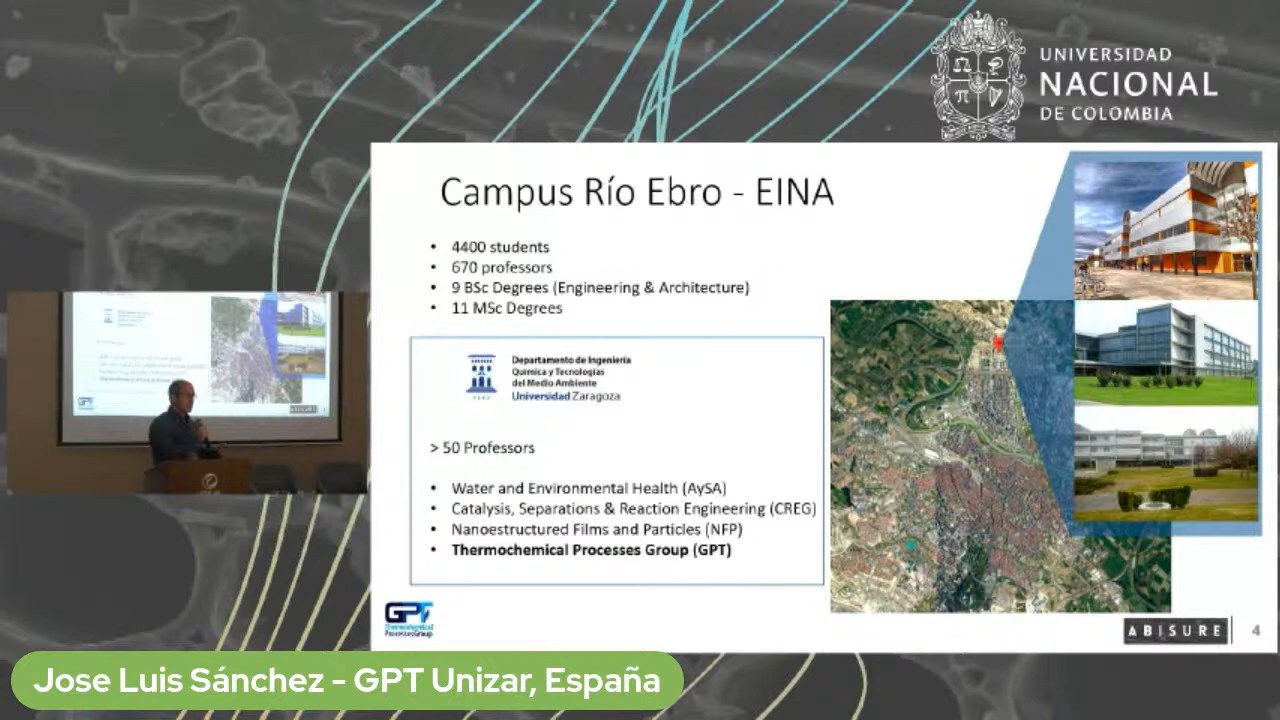 UNIVERSIDAD
NACIONAL
DE COLOMBIA
Campus Río Ebro - EINA
• 4400 students
• 670 professors
• 9 BSc Degrees (Engineering & Architecture)
• 11 MSc Degrees
Departamento de Ingeniería
Química y Tecnologías
del Medio Ambiente
Universidad Zaragoza
> 50 Professors
• Water and Environmental Health (AySA)
• Catalysis, Separations & Reaction Engineering (CREG)
• Nanoestructured Films and Particles (NFP)
• Thermochemical Processes Group (GPT)
GPT
Thermochemical
ProcessesGroup
ABISURE
4
Jose Luis Sánchez - GPT Unizar, España